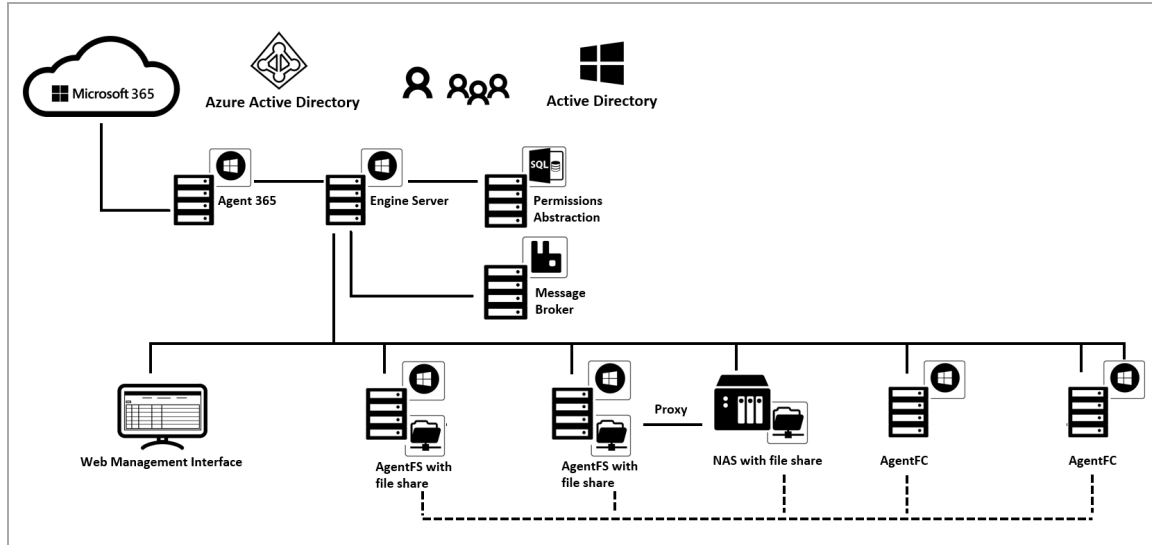 Microsoft 365
Azure Active Directory
Active Directory
SQL
Agent 365
Engine Server
Permissions
Abstraction
Message
Broker
Proxy
Web Management Interface
AgentFS with
file share
AgentFS with
file share
NAS with file share
AgentFC
AgentFC